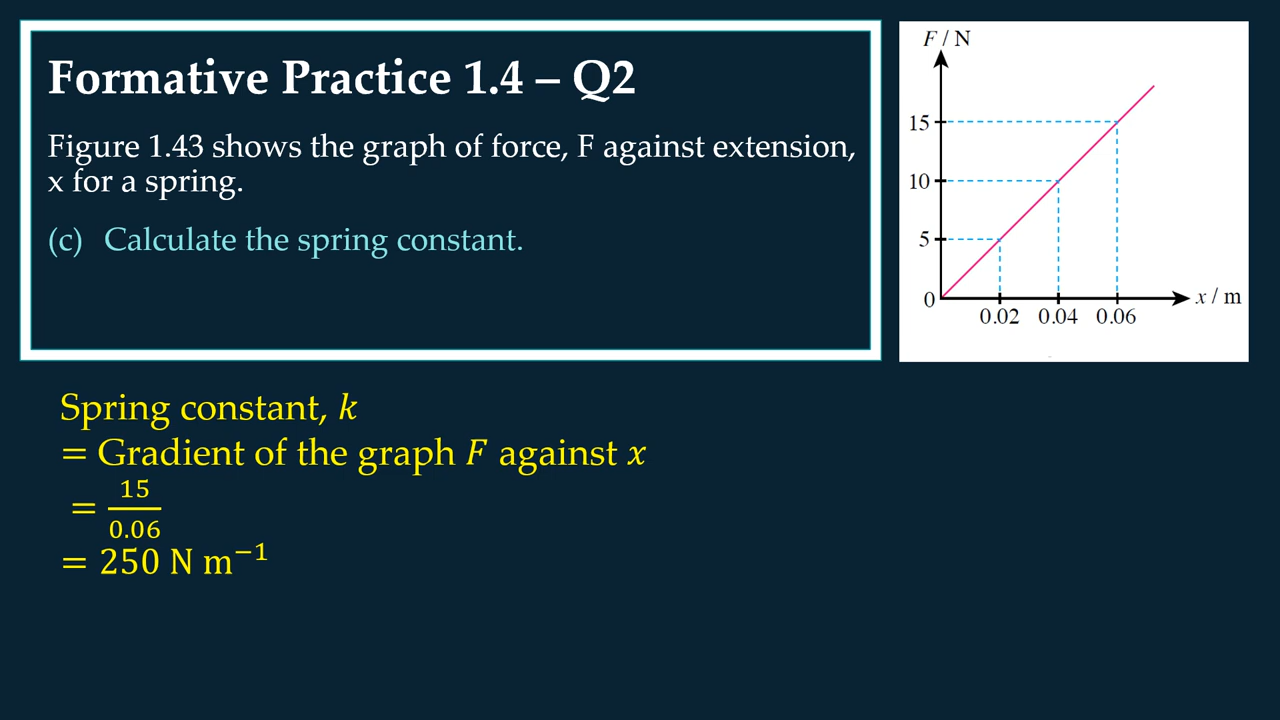 Formative Practice 1.4 – Q2
Figure 1.43 shows the graph of force, F against extension,
x for a spring.
(c) Calculate the spring constant.
F / N
15
10
5
0
0.02 0.04 0.06
x / m
Spring constant, k
= Gradient of the graph F against x
= 15/0.06
= 250 N m⁻¹